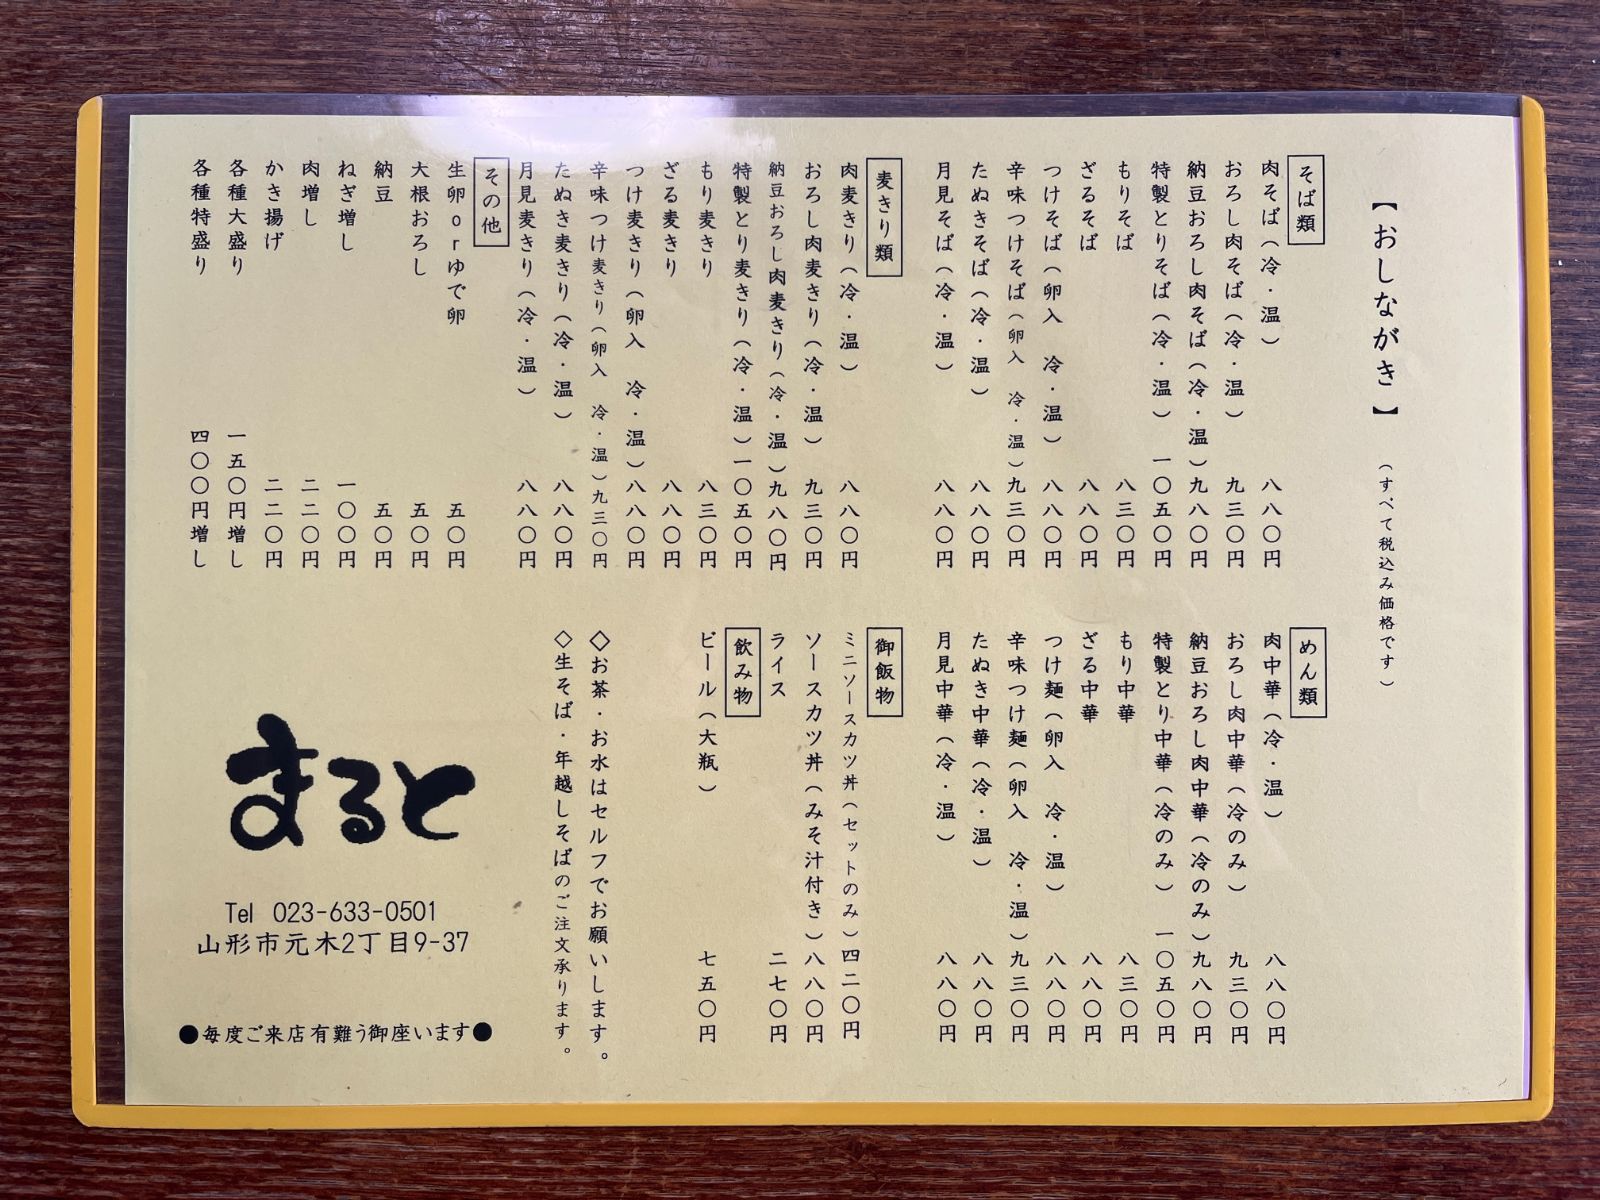 【おしながき】
(すべて税込み価格です)
そば類
肉そば(冷・温) 八八〇円
おろし肉そば(冷・温) 九三〇円
納豆おろし肉そば(冷・温) 九八〇円
特製とりそば(冷・温) 一〇五〇円
もりそば 八三〇円
ざるそば 八八〇円
つけそば(卵入 冷・温) 八八〇円
辛味つけそば(卵入 冷・温) 九三〇円
たぬきそば(冷・温) 八八〇円
月見そば(冷・温) 八八〇円
麦きり類
肉麦きり(冷・温) 八八〇円
おろし肉麦きり(冷・温) 九三〇円
納豆おろし肉麦きり(冷・温) 九八〇円
特製とり麦きり(冷・温) 一〇五〇円
もり麦きり 八三〇円
ざる麦きり 八八〇円
つけ麦きり(卵入 冷・温) 八八〇円
辛味つけ麦きり(卵入 冷・温) 九三〇円
たぬき麦きり(冷・温) 八八〇円
月見麦きり(冷・温) 八八〇円
その他
生卵orゆで卵 五〇円
大根おろし 五〇円
納豆 五〇円
ねぎ増し 一〇〇円
肉増し 二二〇円
かき揚げ 二二〇円
各種大盛り 一五〇円増し
各種特盛り 四〇〇円増し
めん類
肉中華(冷・温) 八八〇円
おろし肉中華(冷のみ) 九三〇円
納豆おろし肉中華(冷のみ) 九八〇円
特製とり中華(冷のみ) 一〇五〇円
もり中華 八三〇円
ざる中華 八八〇円
つけ麺(卵入 冷・温) 八八〇円
辛味つけ麺(卵入 冷・温) 九三〇円
たぬき中華(冷・温) 八八〇円
月見中華(冷・温) 八八〇円
御飯物
ミニソースカツ丼(セットのみ) 四二〇円
ソースカツ丼(みそ汁付き) 八八〇円
ライス 二七〇円
飲み物
ビール(大瓶) 七五〇円
◇お茶・お水はセルフでお願いします。
◇生そば・年越しそばのご注文承ります。
まると
Tel 023-633-0501
山形市元木2丁目9-37
●毎度ご来店有難う御座います●